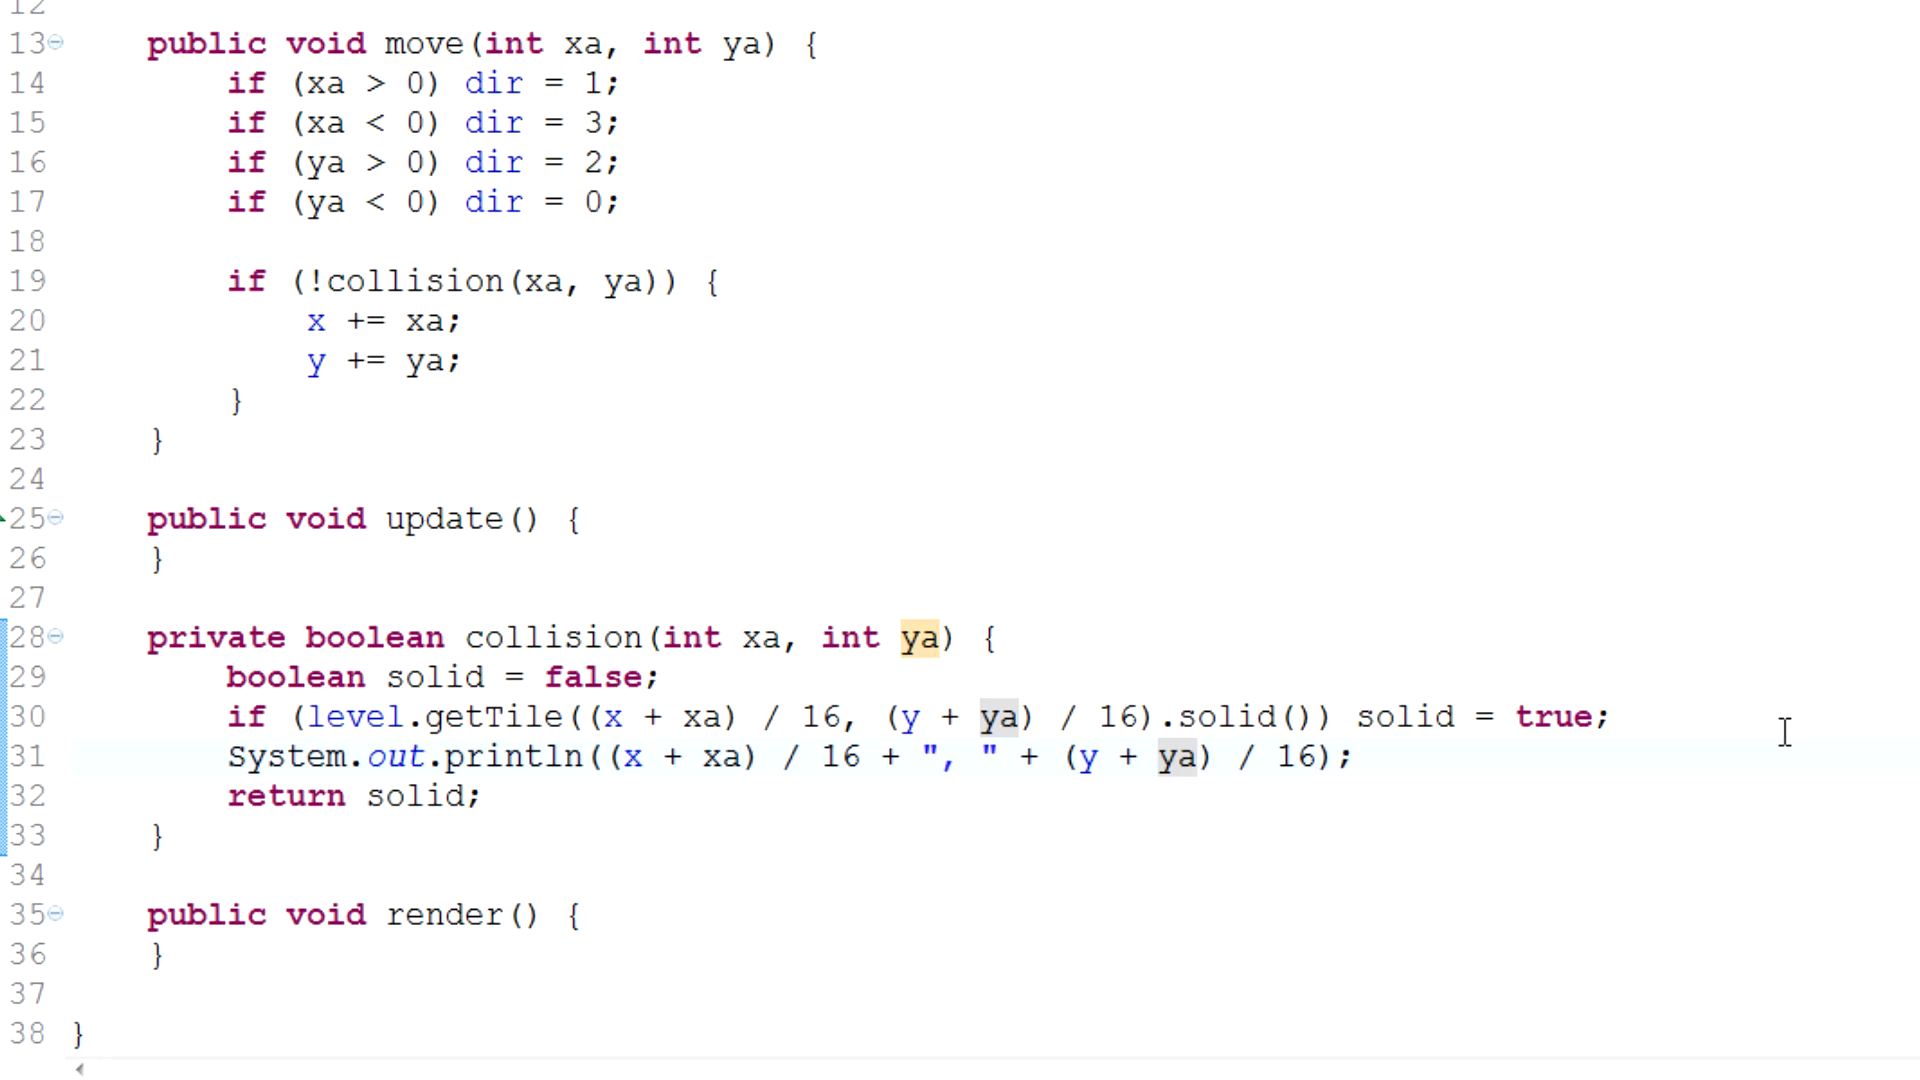 12
13 public void move(int xa, int ya) {
14 if (xa > 0) dir = 1;
15 if (xa < 0) dir = 3;
16 if (ya > 0) dir = 2;
17 if (ya < 0) dir = 0;
18
19 if (!collision(xa, ya)) {
20 x += xa;
21 y += ya;
22 }
23 }
24
25 public void update() {
26 }
27
28 private boolean collision(int xa, int ya) {
29 boolean solid = false;
30 if (level.getTile((x + xa) / 16, (y + ya) / 16).solid()) solid = true;
31 System.out.println((x + xa) / 16 + ", " + (y + ya) / 16);
32 return solid;
33 }
34
35 public void render() {
36 }
37
38 }